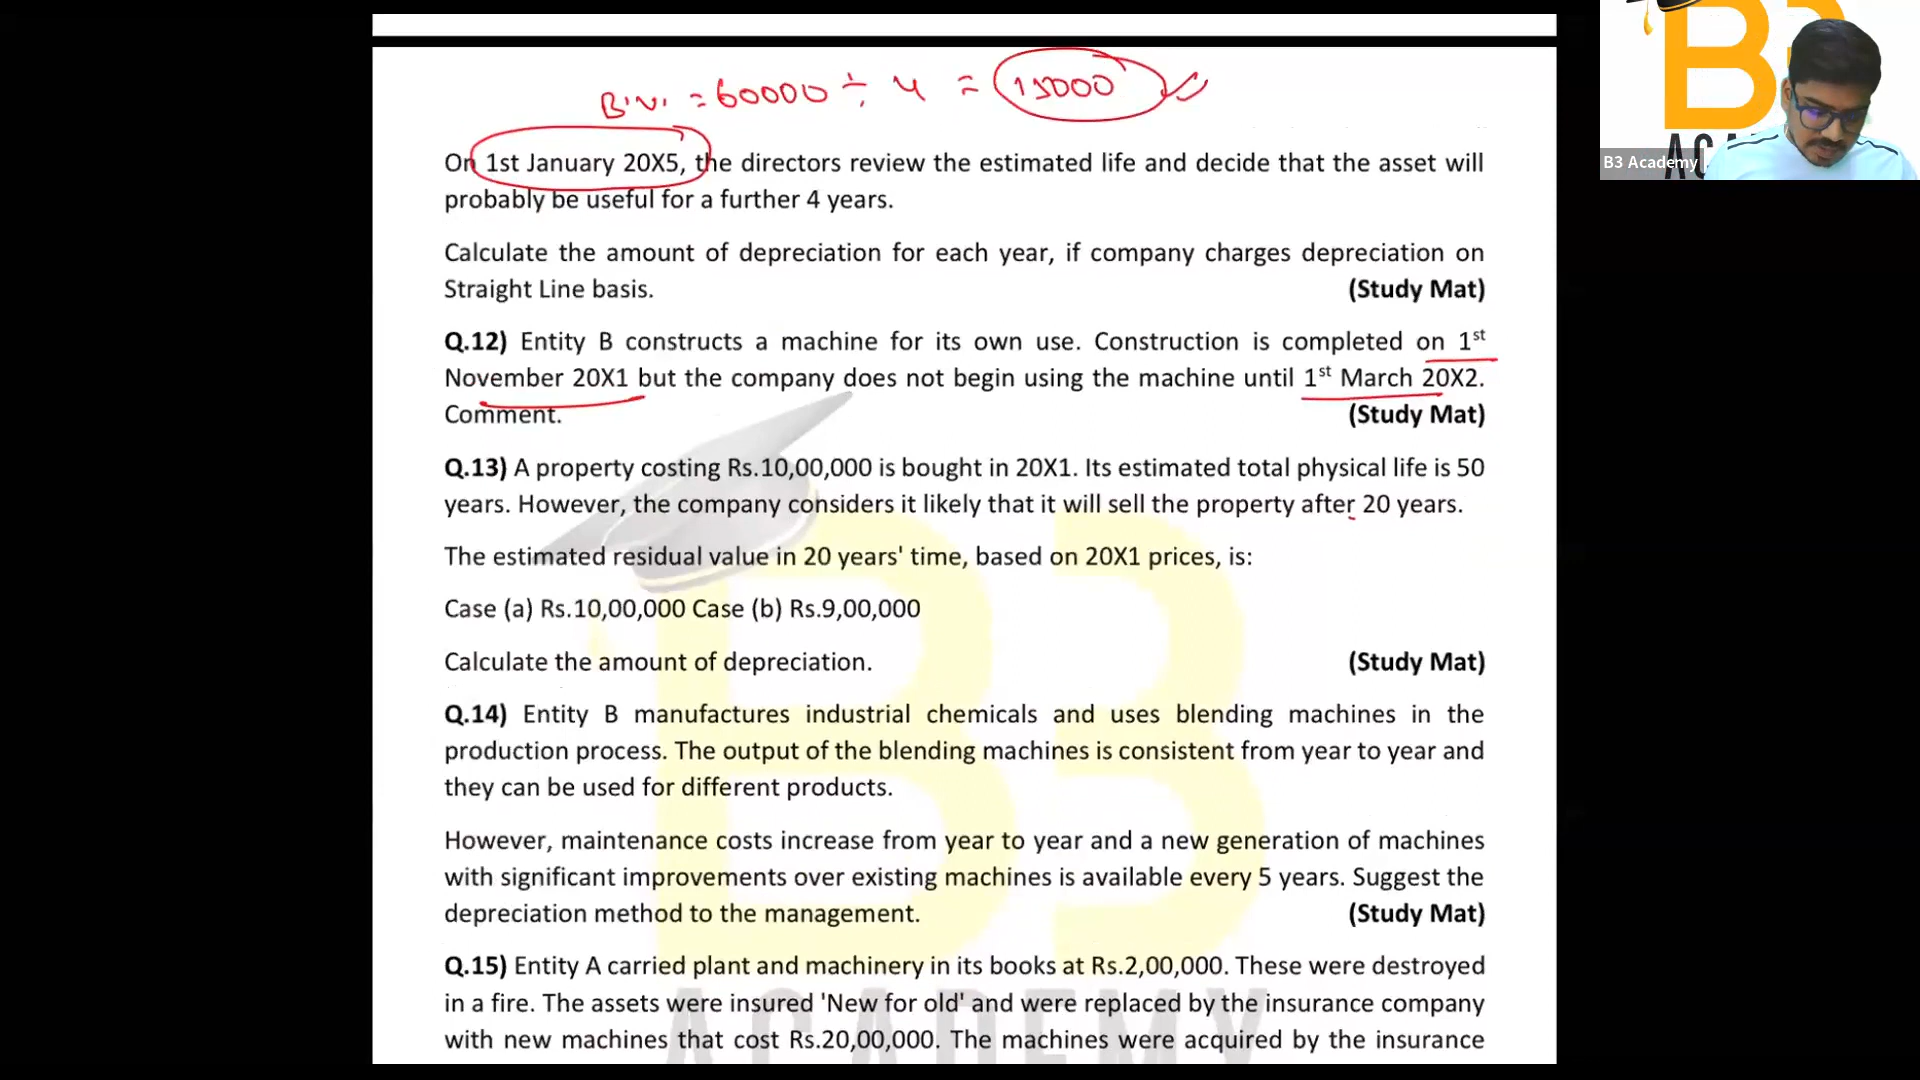 B3
B.V. = 60000 ÷ 4 = 15000
B3 Academy
On 1st January 20X5, the directors review the estimated life and decide that the asset will
probably be useful for a further 4 years.
Calculate the amount of depreciation for each year, if company charges depreciation on
Straight Line basis. (Study Mat)
Q.12) Entity B constructs a machine for its own use. Construction is completed on 1st
November 20X1 but the company does not begin using the machine until 1st March 20X2.
Comment. (Study Mat)
Q.13) A property costing Rs.10,00,000 is bought in 20X1. Its estimated total physical life is 50
years. However, the company considers it likely that it will sell the property after 20 years.
The estimated residual value in 20 years' time, based on 20X1 prices, is:
Case (a) Rs.10,00,000 Case (b) Rs.9,00,000
Calculate the amount of depreciation. (Study Mat)
Q.14) Entity B manufactures industrial chemicals and uses blending machines in the
production process. The output of the blending machines is consistent from year to year and
they can be used for different products.
However, maintenance costs increase from year to year and a new generation of machines
with significant improvements over existing machines is available every 5 years. Suggest the
depreciation method to the management. (Study Mat)
Q.15) Entity A carried plant and machinery in its books at Rs.2,00,000. These were destroyed
in a fire. The assets were insured 'New for old' and were replaced by the insurance company
with new machines that cost Rs.20,00,000. The machines were acquired by the insurance
B3
ACADEMY